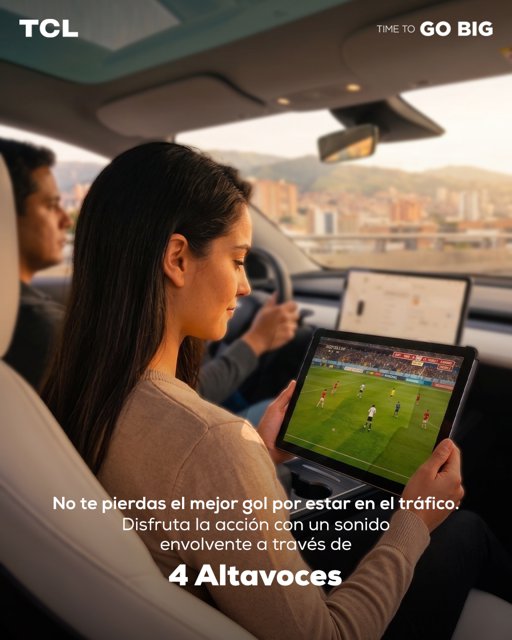 TCL
TIME TO GO BIG
No te pierdas el mejor gol por estar en el tráfico.
Disfruta la acción con un sonido
envolvente a través de
4 Altavoces